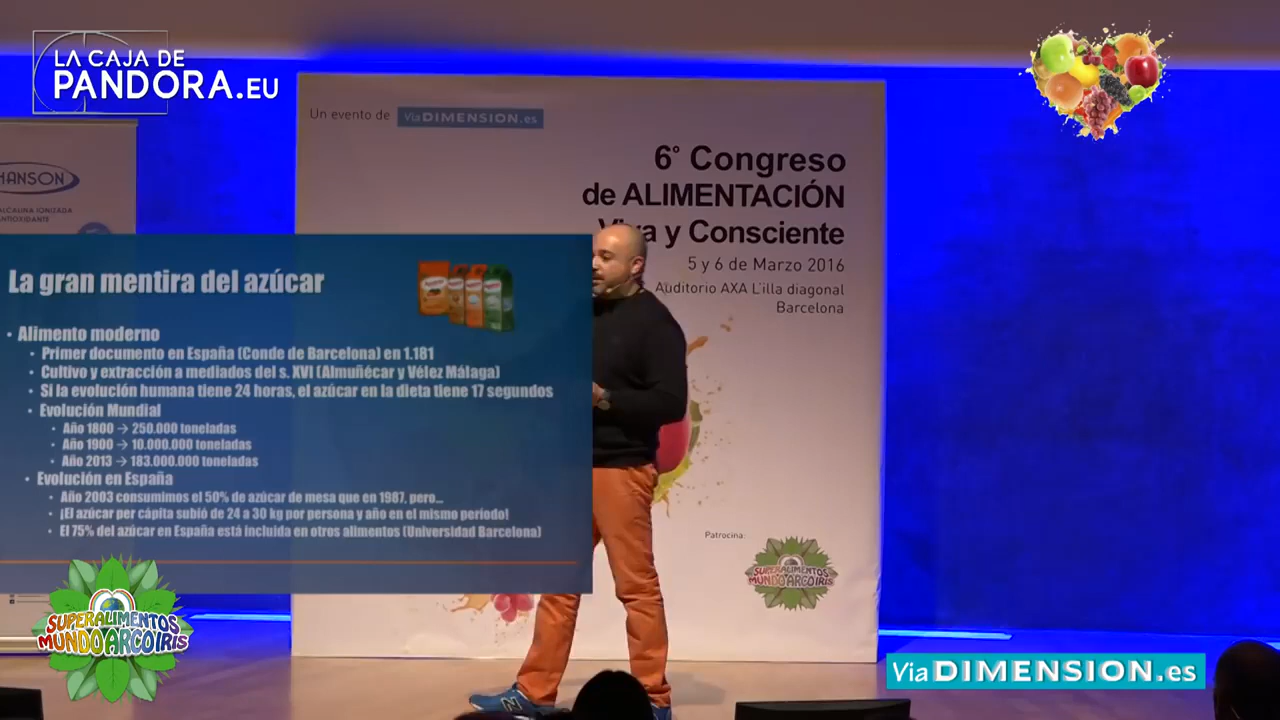 LA CAJA DE
PANDORA.EU
Un evento de ViaDIMENSION.es
6º Congreso
de ALIMENTACIÓN
Viva y Consciente
5 y 6 de Marzo 2016
Auditorio AXA L'illa diagonal
Barcelona
HANSON
ALCALINA IONIZADA
ANTIOXIDANTE
La gran mentira del azúcar
• Alimento moderno
• Primer documento en España (Conde de Barcelona) en 1.181
• Cultivo y extracción a mediados del s. XVI (Almuñécar y Vélez Málaga)
• Si la evolución humana tiene 24 horas, el azúcar en la dieta tiene 17 segundos
• Evolución Mundial
• Año 1800 → 250.000 toneladas
• Año 1900 → 10.000.000 toneladas
• Año 2013 → 183.000.000 toneladas
• Evolución en España
• Año 2003 consumimos el 50% de azúcar de mesa que en 1987, pero...
• ¡El azúcar per cápita subió de 24 a 30 kg por persona y año en el mismo período!
• El 75% del azúcar en España está incluida en otros alimentos (Universidad Barcelona)
Patrocina:
SUPERALIMENTOS
MUNDO ARCOIRIS
SUPERALIMENTOS
MUNDO ARCOIRIS
ViaDIMENSION.es